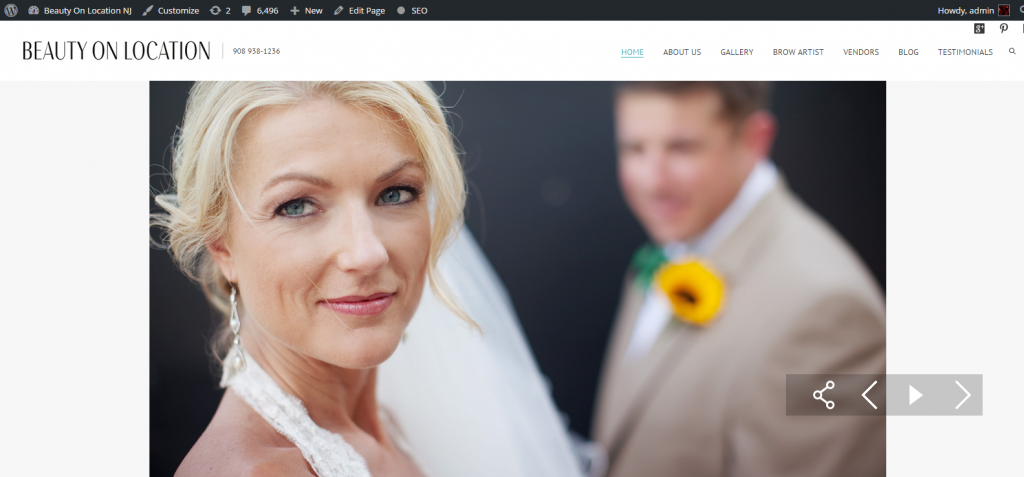 Beauty On Location NJ Customize 2 6,496 New Edit Page SEO Howdy, admin
BEAUTY ON LOCATION 908 938-1236 HOME ABOUT US GALLERY BROW ARTIST VENDORS BLOG TESTIMONIALS